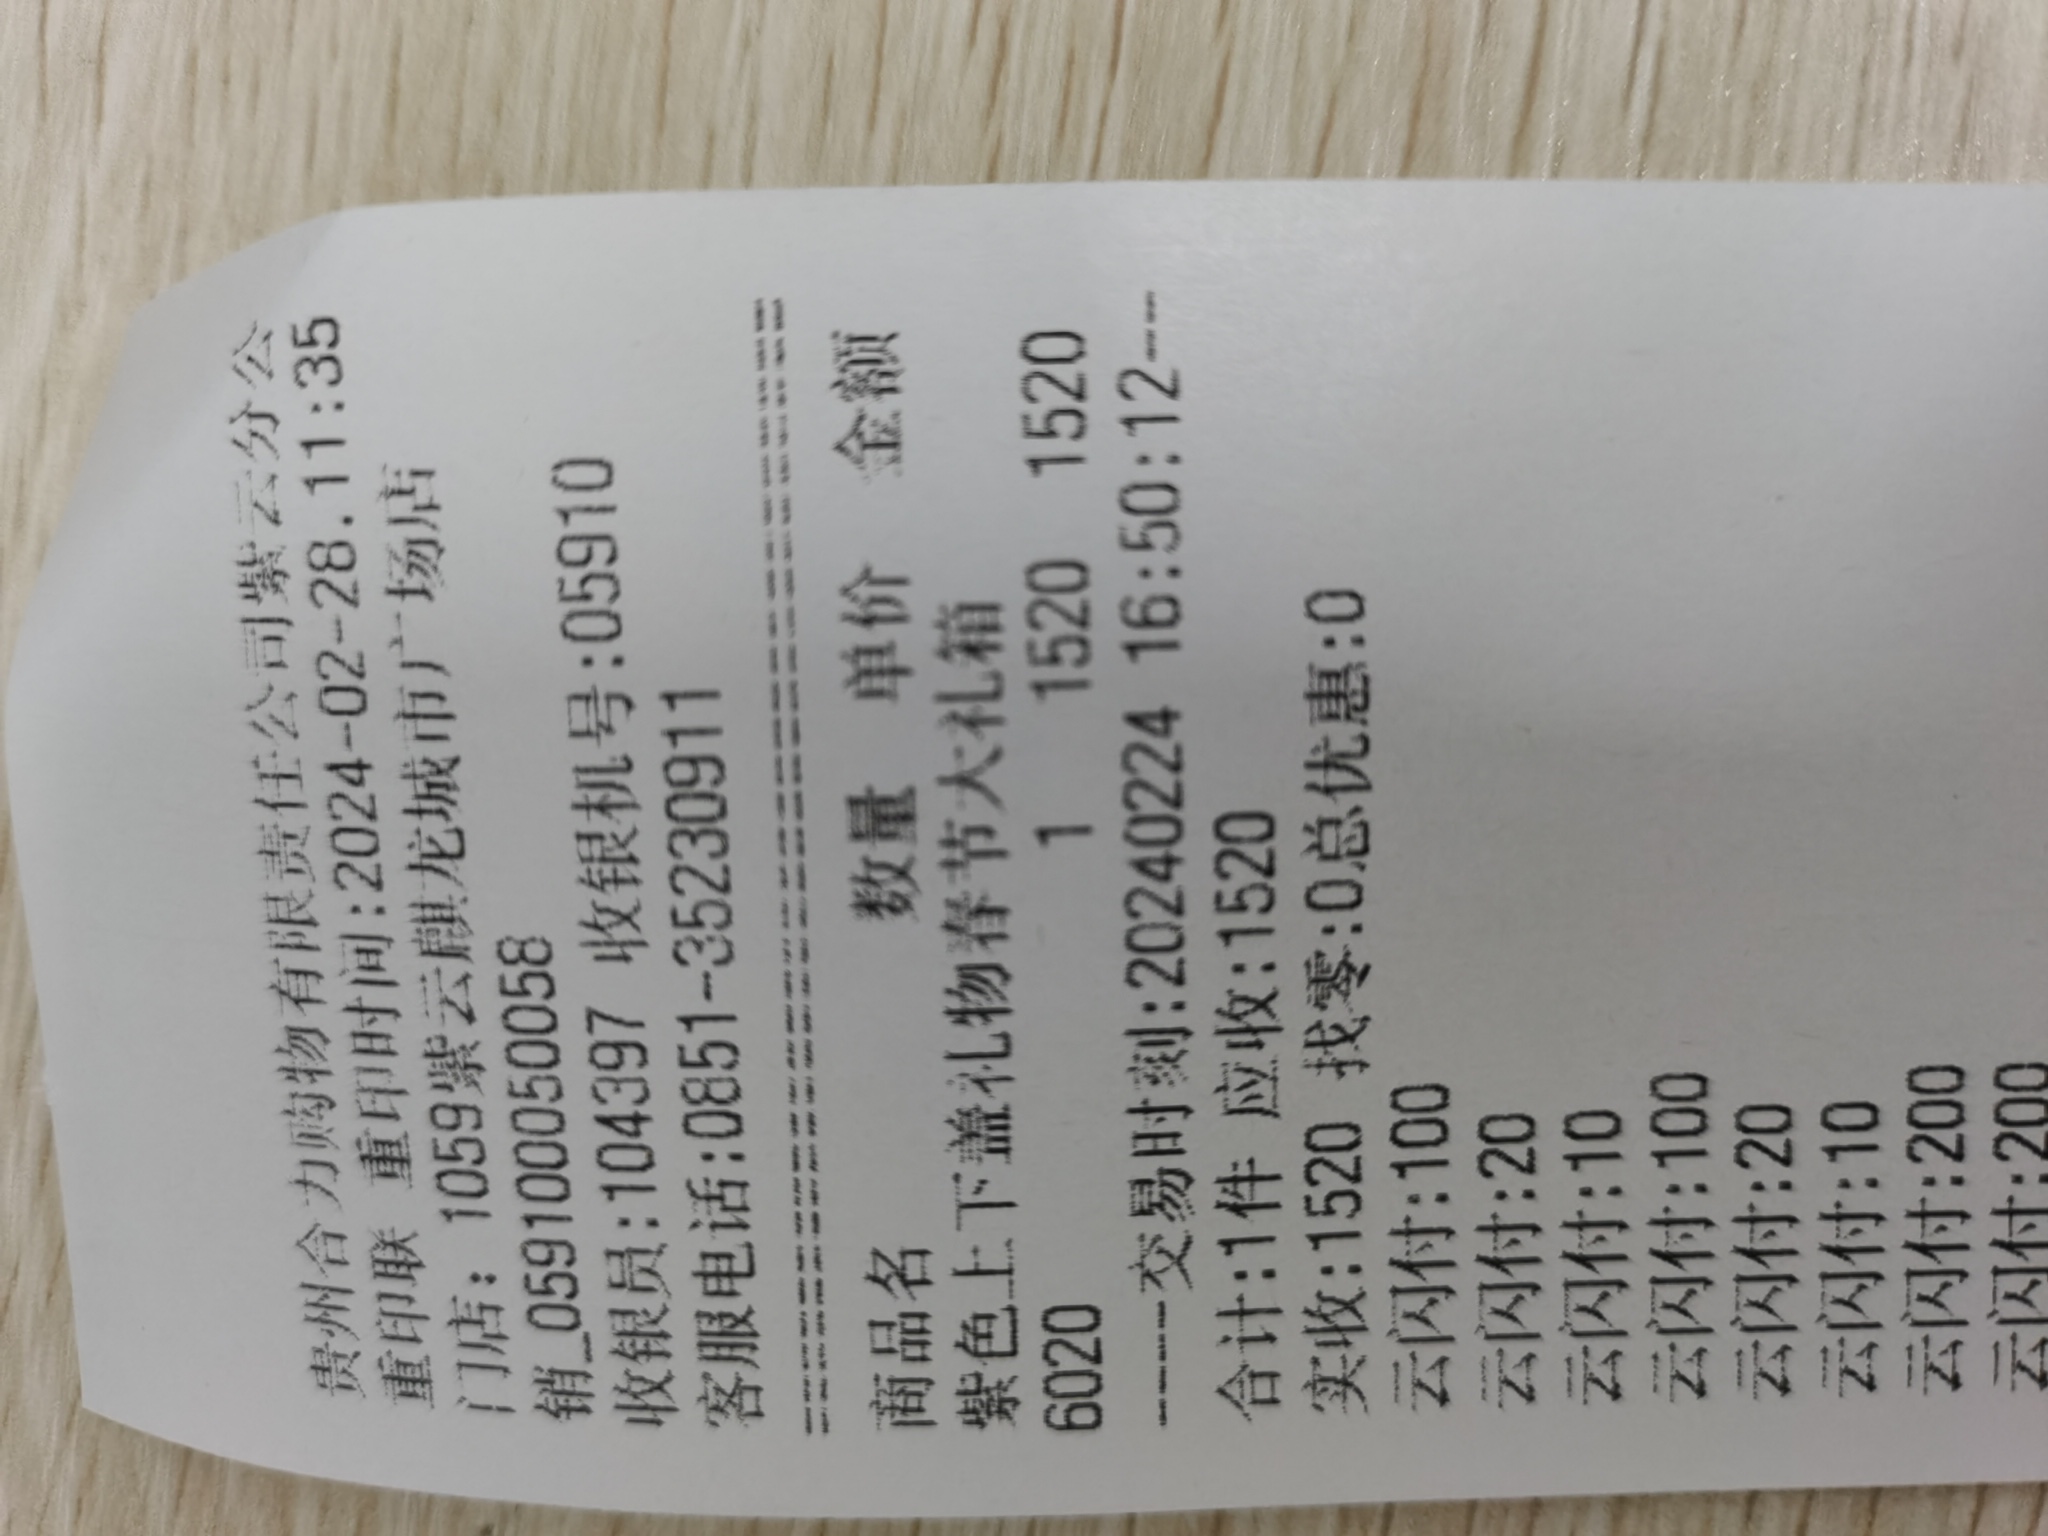 贵州合力购物有限责任公司紫云分公
重印联 重印时间:2024-02-28.11:35
门店: 1059紫云麒龙城市广场店
销_0591000500058
收银员:104397 收银机号:05910
客服电话:0851-35230911
商品名 数量 单价 金额
紫色上下盖礼物春节大礼箱
6020 1 1520 1520
----交易时刻:20240224 16:50:12---
合计:1件 应收:1520
实收:1520 找零:0总优惠:0
云闪付:100
云闪付:20
云闪付:10
云闪付:100
云闪付:20
云闪付:10
云闪付:200
云闪付:200